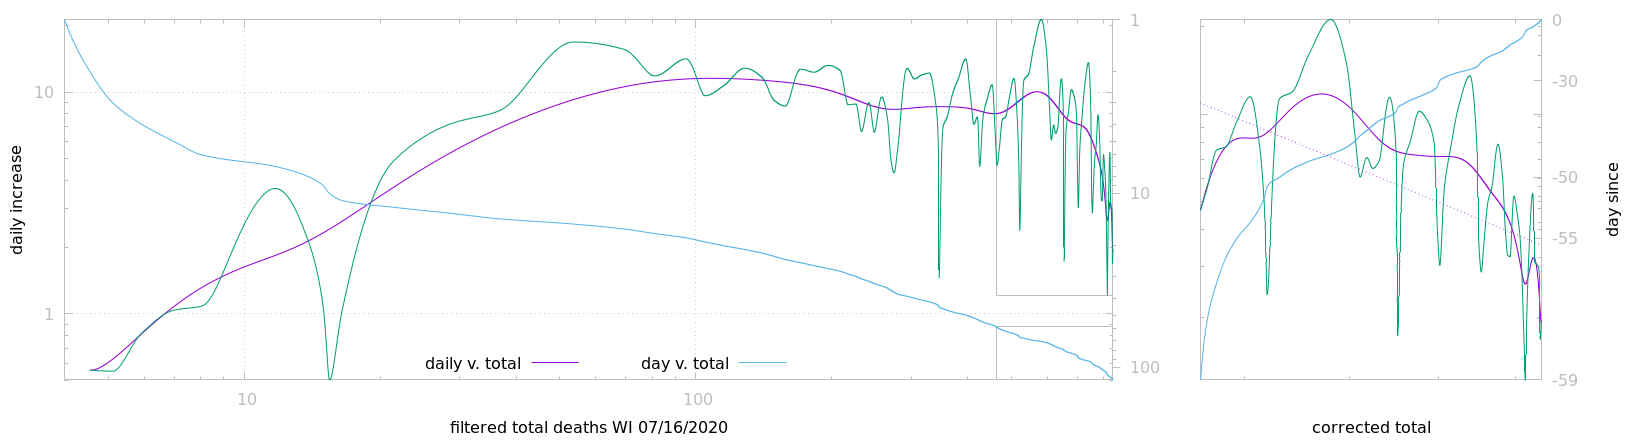 daily increase
10
1
1
10
100
daily v. total
day v. total
10
100
filtered total deaths WI 07/16/2020
0
-30
-50
-55
-59
day since
corrected total